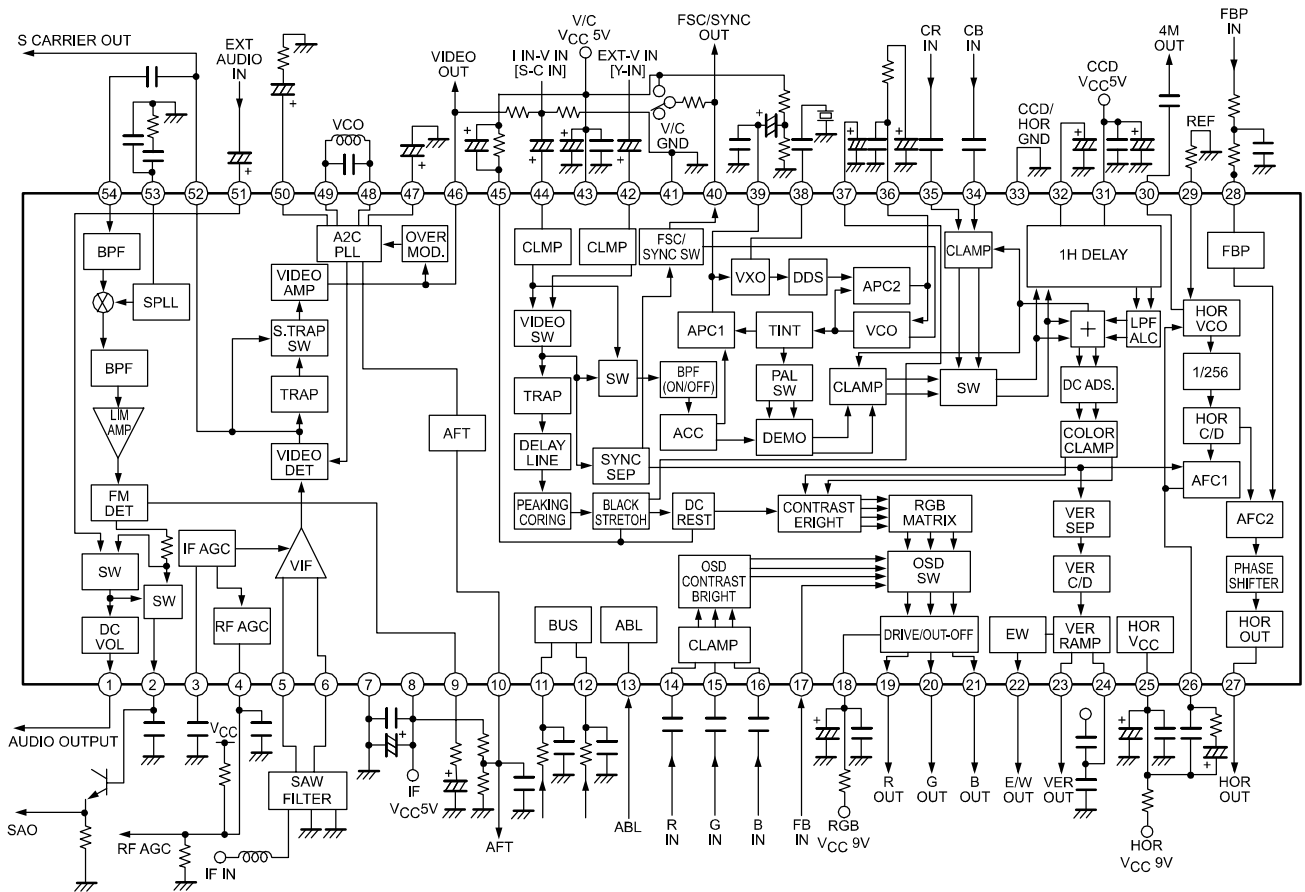 S CARRIER OUT
EXT
AUDIO
IN
VIDEO
OUT
I IN-V IN
[S-C IN]
V/C
VCC 5V
EXT-V IN
[Y-IN]
FSC/SYNC
OUT
CR
IN
CB
IN
4M
OUT
FBP
IN
VCO
V/C
GND
CCD/
HOR
GND
CCD
VCC5V
REF
54
53
52
51
50
49
48
47
46
45
44
43
42
41
40
39
38
37
36
35
34
33
32
31
30
29
28
BPF
SPLL
A2C
PLL
OVER
MOD.
VIDEO
AMP
S.TRAP
SW
TRAP
VIDEO
DET
BPF
LIM
AMP
FM
DET
SW
SW
DC
VOL
IF AGC
RF AGC
VIF
AFT
CLMP
CLMP
FSC/
SYNC SW
VIDEO
SW
TRAP
DELAY
LINE
PEAKING
CORING
SW
SYNC
SEP
BLACK
STRETOH
DC
REST
VXO
DDS
APC2
APC1
TINT
VCO
BPF
(ON/OFF)
ACC
PAL
SW
DEMO
CLAMP
CLAMP
SW
1H DELAY
+
LPF
ALC
DC ADS.
COLOR
CLAMP
HOR
VCO
FBP
1/256
HOR
C/D
AFC1
AFC2
PHASE
SHIFTER
HOR
OUT
CONTRAST
ERIGHT
RGB
MATRIX
OSD
CONTRAST
BRIGHT
OSD
SW
CLAMP
DRIVE/OUT-OFF
VER
SEP
VER
C/D
VER
RAMP
EW
HOR
VCC
BUS
ABL
1
2
3
4
5
6
7
8
9
10
11
12
13
14
15
16
17
18
19
20
21
22
23
24
25
26
27
AUDIO OUTPUT
SAO
VCC
RF AGC
SAW
FILTER
IF IN
IF
VCC5V
AFT
ABL
R
IN
G
IN
B
IN
FB
IN
RGB
VCC 9V
R
OUT
G
OUT
B
OUT
E/W
OUT
VER
OUT
HOR
VCC 9V
HOR
OUT